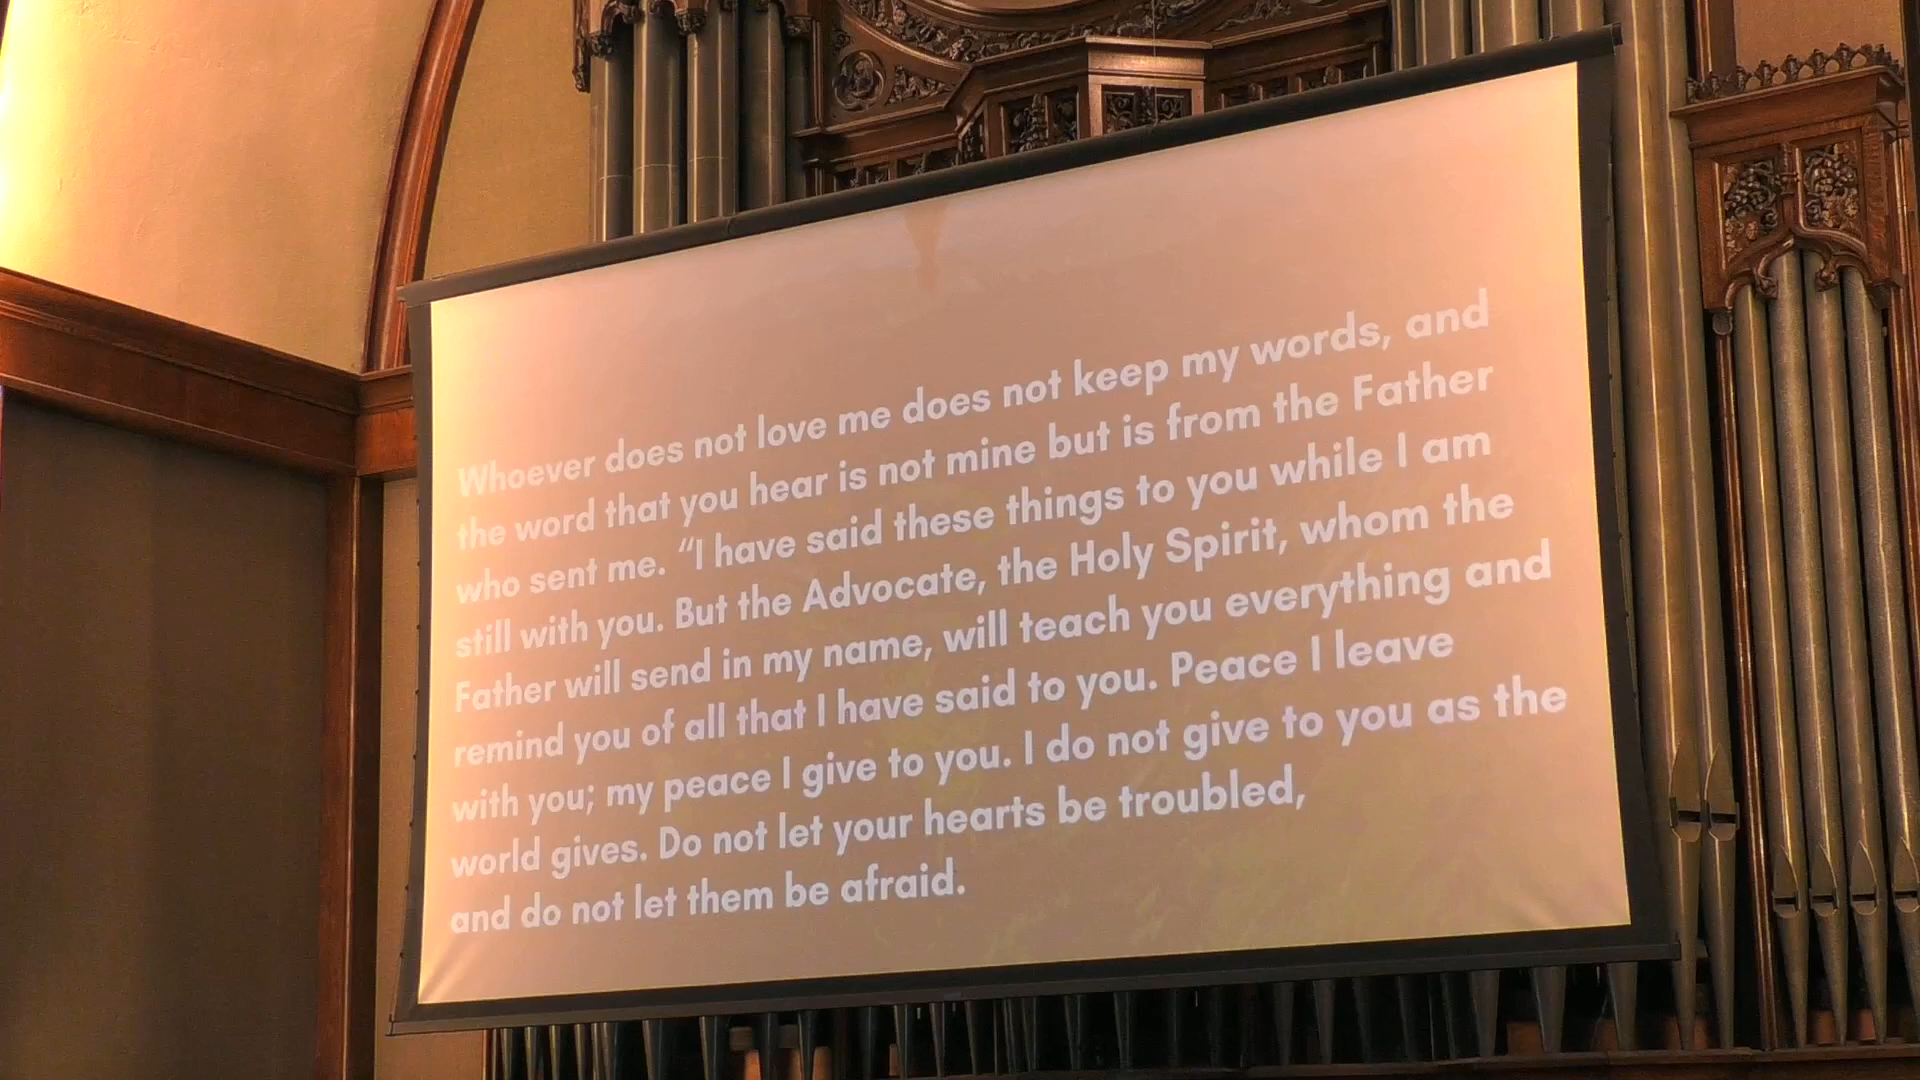 Whoever does not love me does not keep my words, and
the word that you hear is not mine but is from the Father
who sent me. “I have said these things to you while I am
still with you. But the Advocate, the Holy Spirit, whom the
Father will send in my name, will teach you everything and
remind you of all that I have said to you. Peace I leave
with you; my peace I give to you. I do not give to you as the
world gives. Do not let your hearts be troubled,
and do not let them be afraid.